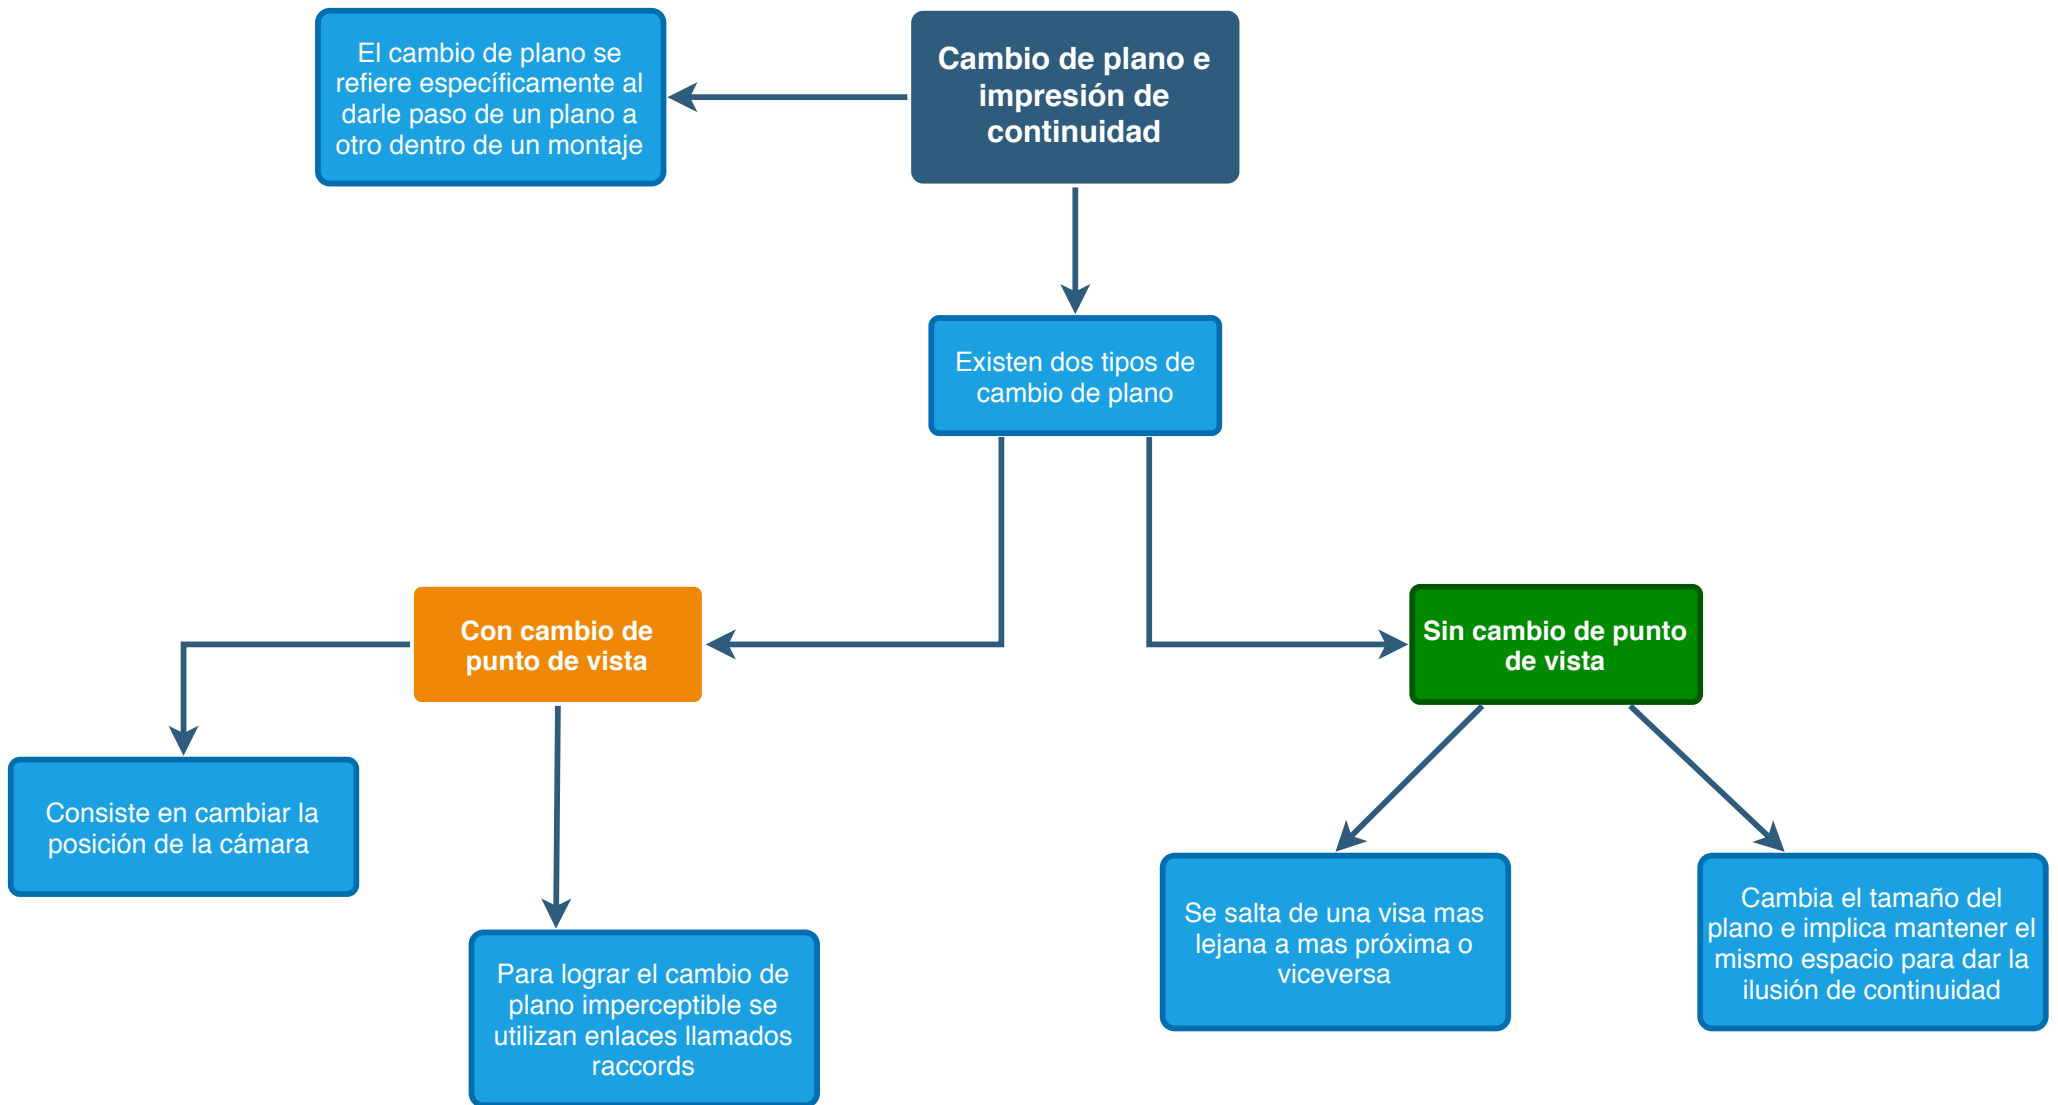 El cambio de plano se
refiere específicamente al
darle paso de un plano a
otro dentro de un montaje
Cambio de plano e
impresión de
continuidad
Existen dos tipos de
cambio de plano
Con cambio de
punto de vista
Sin cambio de punto
de vista
Consiste en cambiar la
posición de la cámara
Para lograr el cambio de
plano imperceptible se
utilizan enlaces llamados
raccords
Se salta de una visa mas
lejana a mas próxima o
viceversa
Cambia el tamaño del
plano e implica mantener el
mismo espacio para dar la
ilusión de continuidad